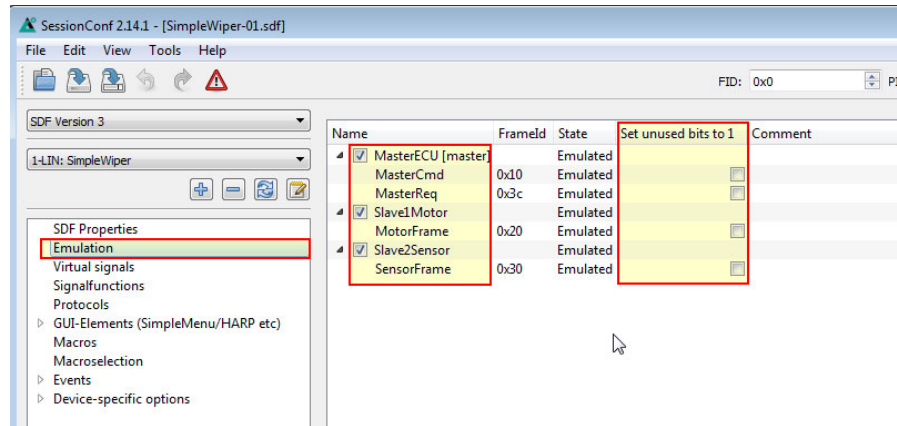 SessionConf 2.14.1 - [SimpleWiper-01.sdf]
File Edit View Tools Help
FID: 0x0
SDF Version 3
1-LIN: SimpleWiper
SDF Properties
Emulation
Virtual signals
Signalfunctions
Protocols
GUI-Elements (SimpleMenu/HARP etc)
Macros
Macroselection
Events
Device-specific options
Name FrameId State Set unused bits to 1 Comment
MasterECU [master] Emulated
MasterCmd 0x10 Emulated
MasterReq 0x3c Emulated
Slave1Motor Emulated
MotorFrame 0x20 Emulated
Slave2Sensor Emulated
SensorFrame 0x30 Emulated